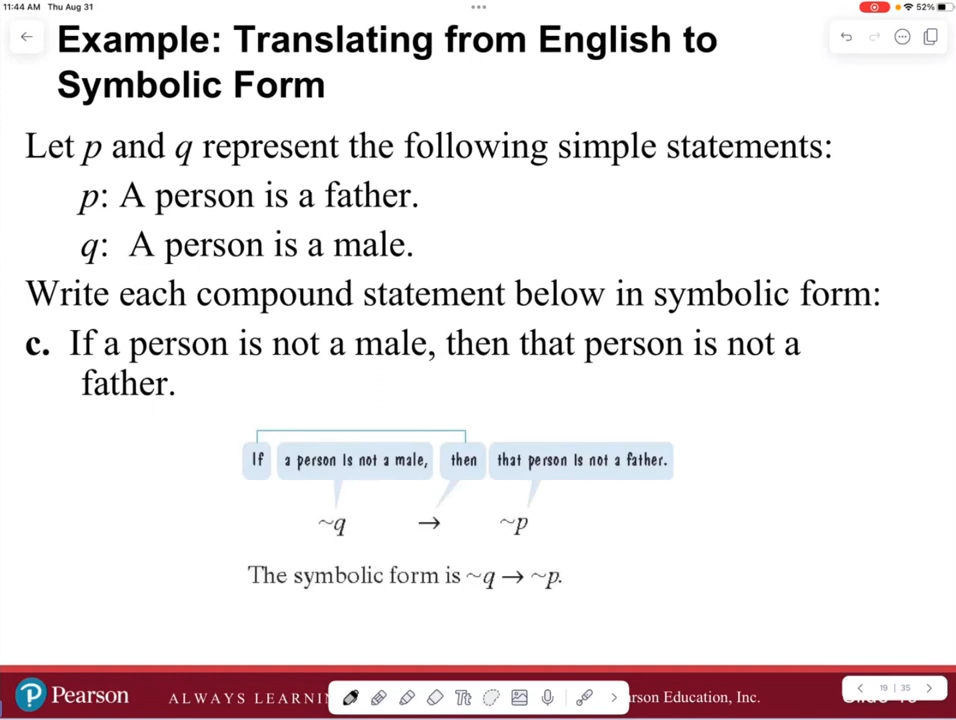 11:44 AM Thu Aug 31
52%
Example: Translating from English to
Symbolic Form
Let p and q represent the following simple statements:
p: A person is a father.
q: A person is a male.
Write each compound statement below in symbolic form:
c. If a person is not a male, then that person is not a
father.
If a person is not a male, then that person is not a father.
~q → ~p
The symbolic form is ~q → ~p.
Pearson ALWAYS LEARNI Tt rson Education, Inc. 19 | 35